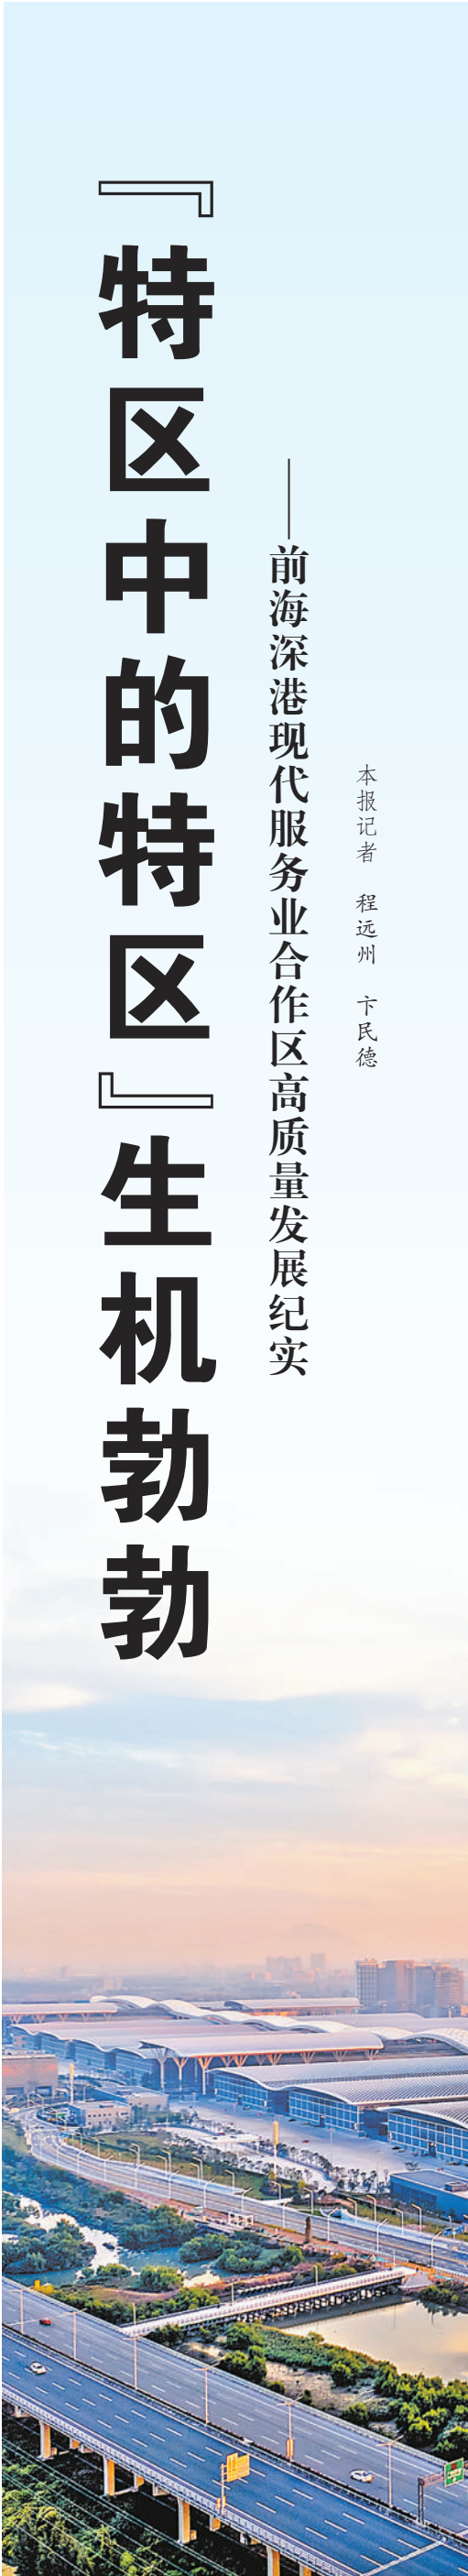 『特区中的特区』生机勃勃
——前海深港现代服务业合作区高质量发展纪实
本报记者　程远州　卞民德